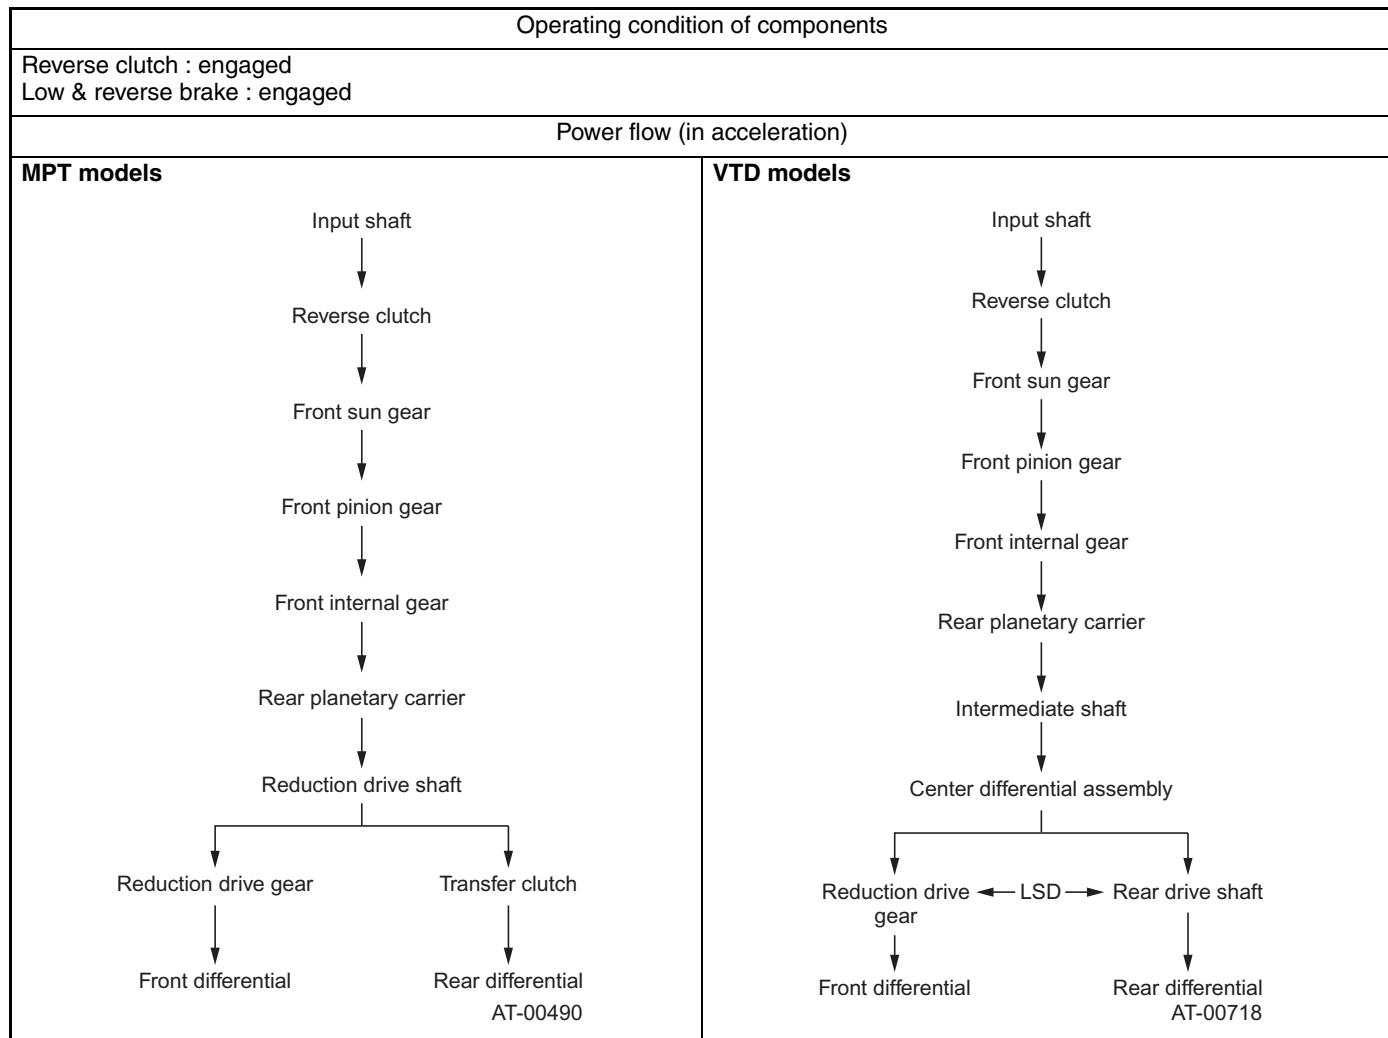 Operating condition of components
Reverse clutch : engaged
Low & reverse brake : engaged
Power flow (in acceleration)
MPT models
Input shaft
Reverse clutch
Front sun gear
Front pinion gear
Front internal gear
Rear planetary carrier
Reduction drive shaft
Reduction drive gear
Transfer clutch
Front differential
Rear differential
AT-00490
VTD models
Input shaft
Reverse clutch
Front sun gear
Front pinion gear
Front internal gear
Rear planetary carrier
Intermediate shaft
Center differential assembly
Reduction drive
gear
LSD
Rear drive shaft
Front differential
Rear differential
AT-00718